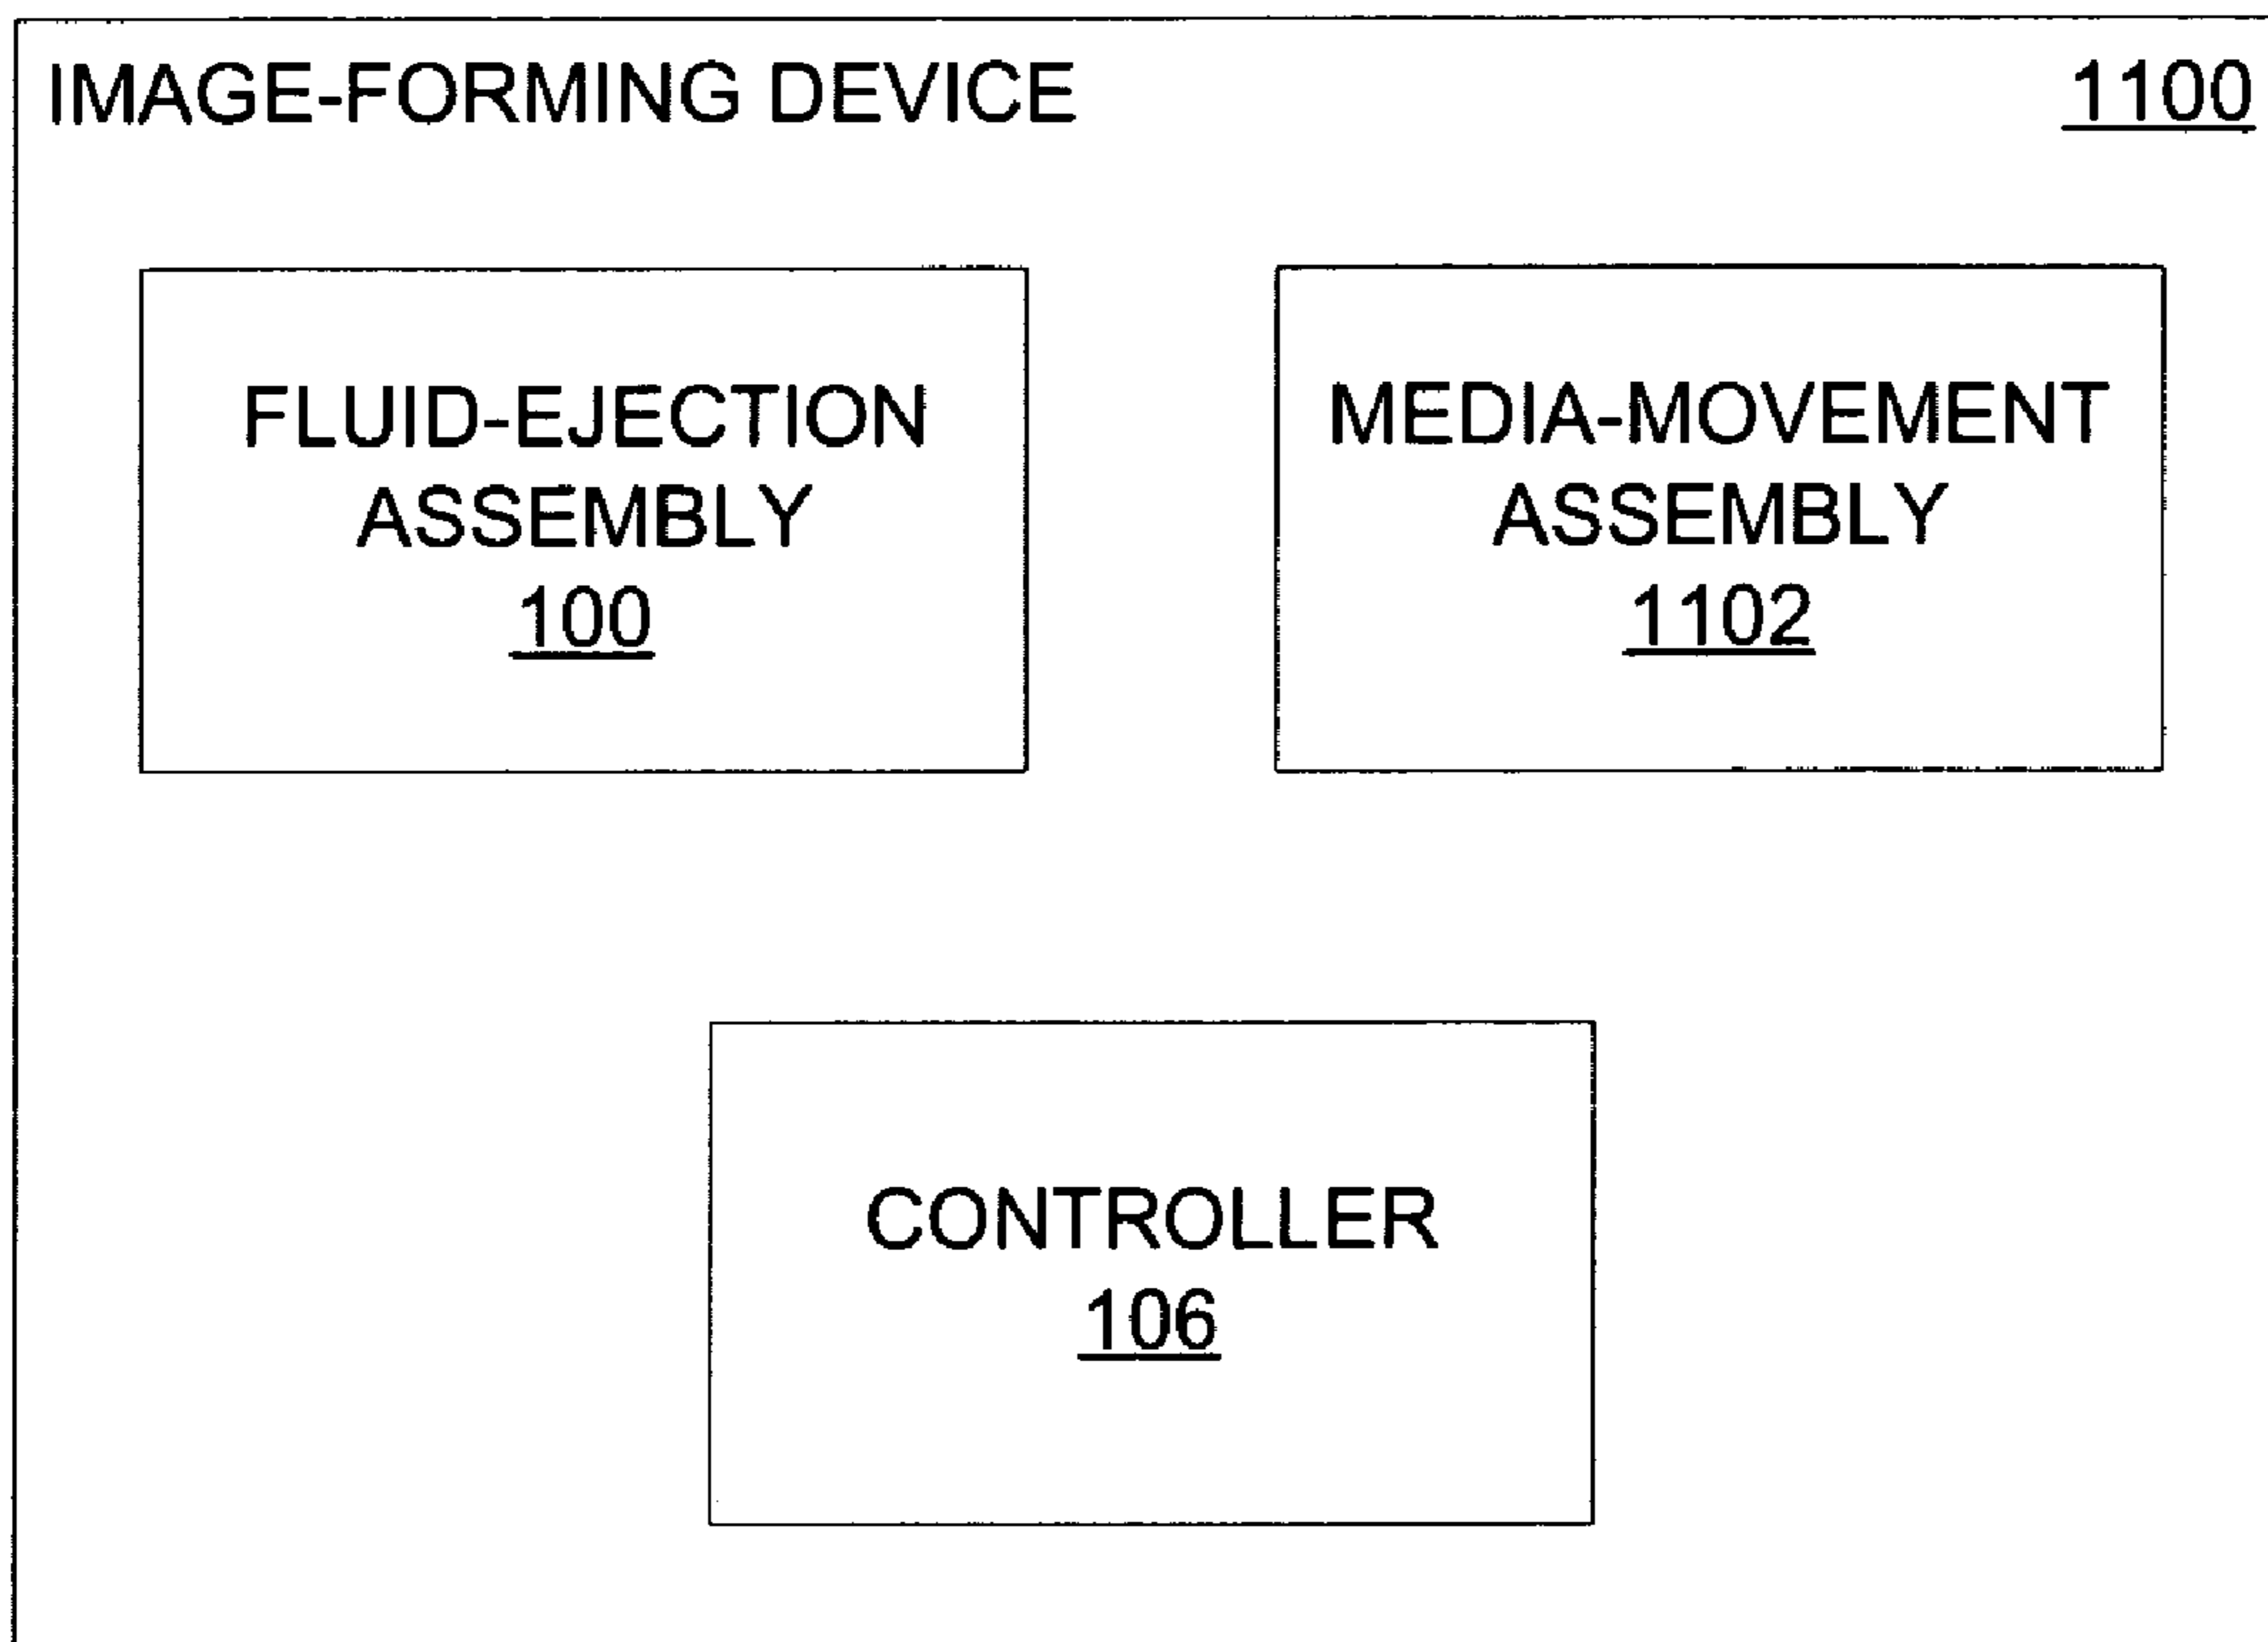 IMAGE-FORMING DEVICE 1100
FLUID-EJECTION
ASSEMBLY
100
MEDIA-MOVEMENT
ASSEMBLY
1102
CONTROLLER
106